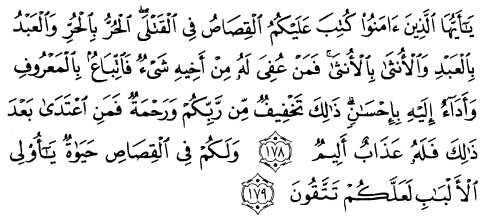 يَـٰٓأَيُّهَا ٱلَّذِينَ ءَامَنُوا۟ كُتِبَ عَلَيْكُمُ ٱلْقِصَاصُ فِى ٱلْقَتْلَى ۖ ٱلْحُرُّ بِٱلْحُرِّ وَٱلْعَبْدُ
بِٱلْعَبْدِ وَٱلْأُنثَىٰ بِٱلْأُنثَىٰ ۚ فَمَنْ عُفِىَ لَهُۥ مِنْ أَخِيهِ شَىْءٌ فَٱتِّبَاعٌۢ بِٱلْمَعْرُوفِ
وَأَدَآءٌ إِلَيْهِ بِإِحْسَـٰنٍ ۗ ذَٰلِكَ تَخْفِيفٌ مِّن رَّبِّكُمْ وَرَحْمَةٌ ۗ فَمَنِ ٱعْتَدَىٰ بَعْدَ
ذَٰلِكَ فَلَهُۥ عَذَابٌ أَلِيمٌ ﴿١٧٨﴾ وَلَكُمْ فِى ٱلْقِصَاصِ حَيَوٰةٌ يَـٰٓأُو۟لِى
ٱلْأَلْبَـٰبِ لَعَلَّكُمْ تَتَّقُونَ ﴿١٧٩﴾